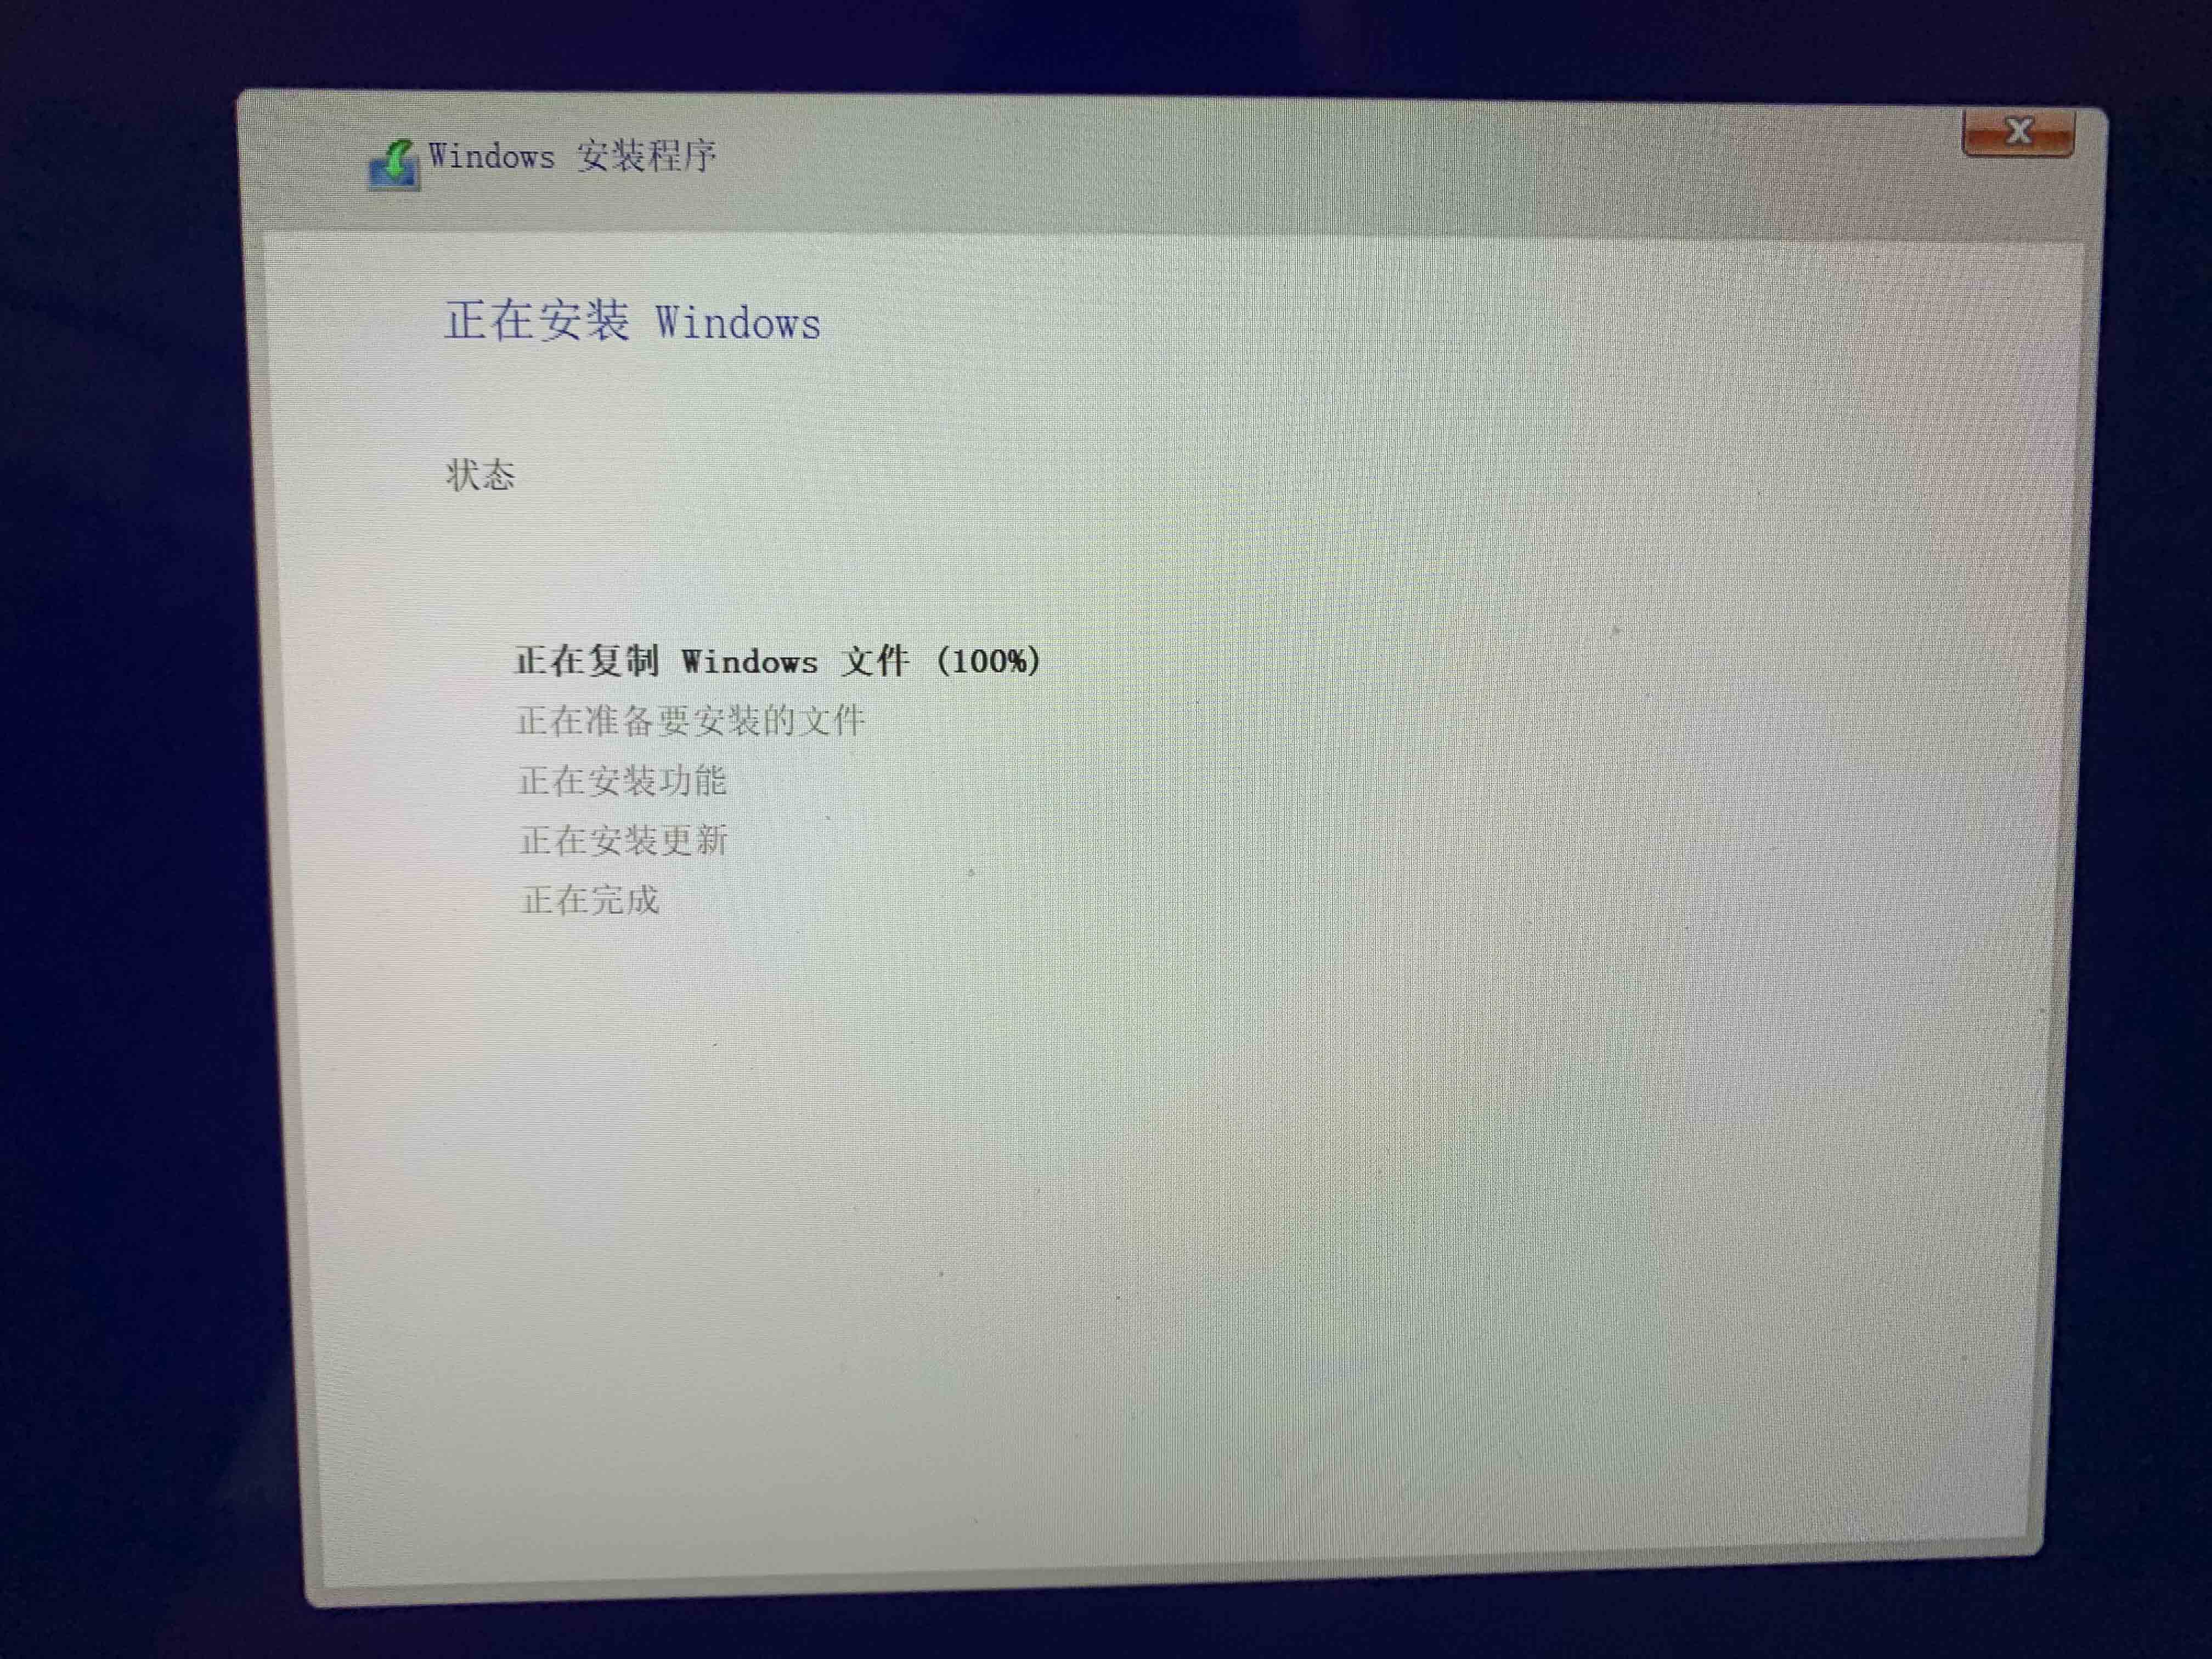 Windows 安装程序
正在安装 Windows
状态
正在复制 Windows 文件 (100%)
正在准备要安装的文件
正在安装功能
正在安装更新
正在完成